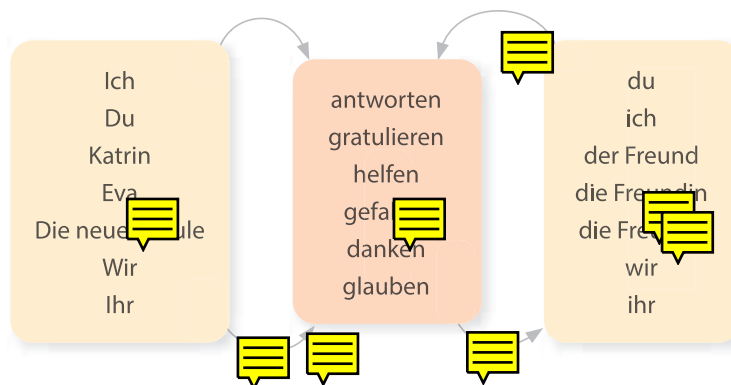 Ich
Du
Katrin
Eva
Die neue
Wir
Ihr
antworten
gratulieren
helfen
danken
glauben
du
ich
der Freund
die Freundin
die
wir
ihr